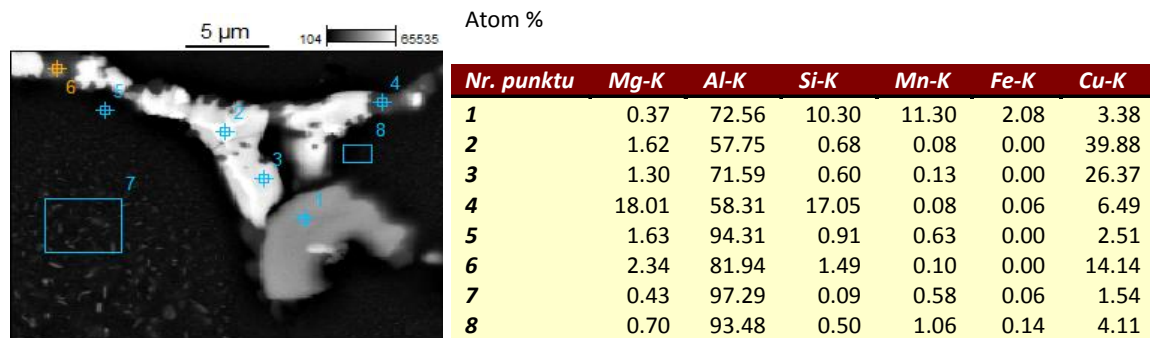 Atom %
5 µm
104 65535
6
5
4
2
8
3
7
1
Nr. punktu Mg-K Al-K Si-K Mn-K Fe-K Cu-K
1 0.37 72.56 10.30 11.30 2.08 3.38
2 1.62 57.75 0.68 0.08 0.00 39.88
3 1.30 71.59 0.60 0.13 0.00 26.37
4 18.01 58.31 17.05 0.08 0.06 6.49
5 1.63 94.31 0.91 0.63 0.00 2.51
6 2.34 81.94 1.49 0.10 0.00 14.14
7 0.43 97.29 0.09 0.58 0.06 1.54
8 0.70 93.48 0.50 1.06 0.14 4.11